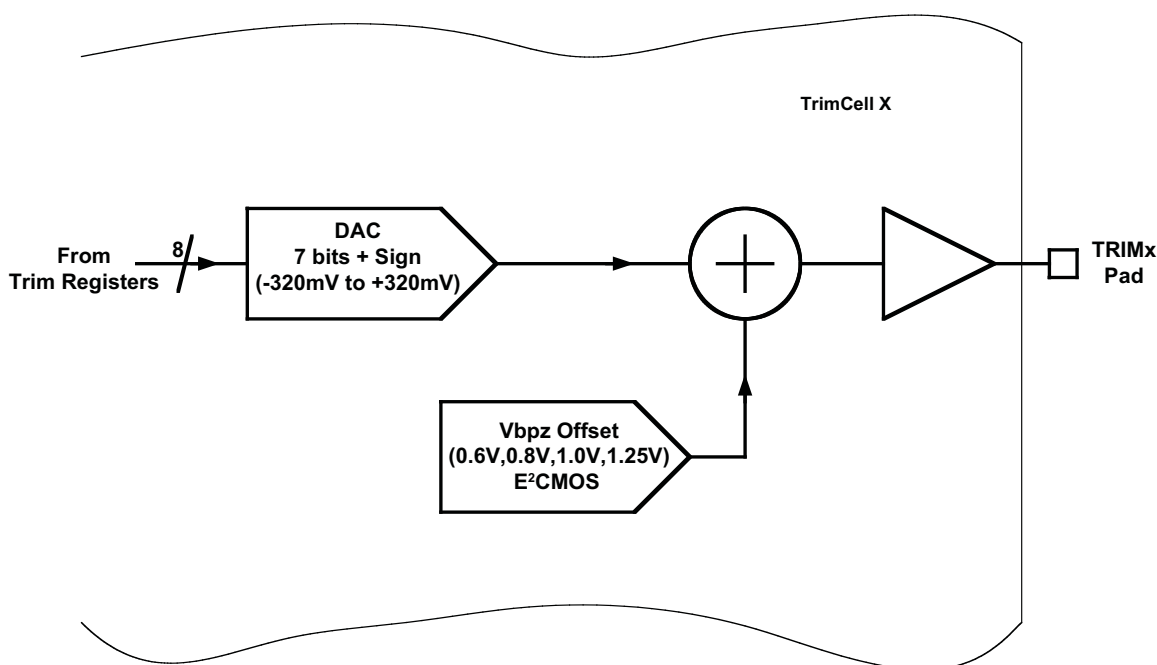 TrimCell X
DAC
7 bits + Sign
(-320mV to +320mV)
8
From
Trim Registers
TRIMx
Pad
Vbpz Offset
(0.6V,0.8V,1.0V,1.25V)
E²CMOS